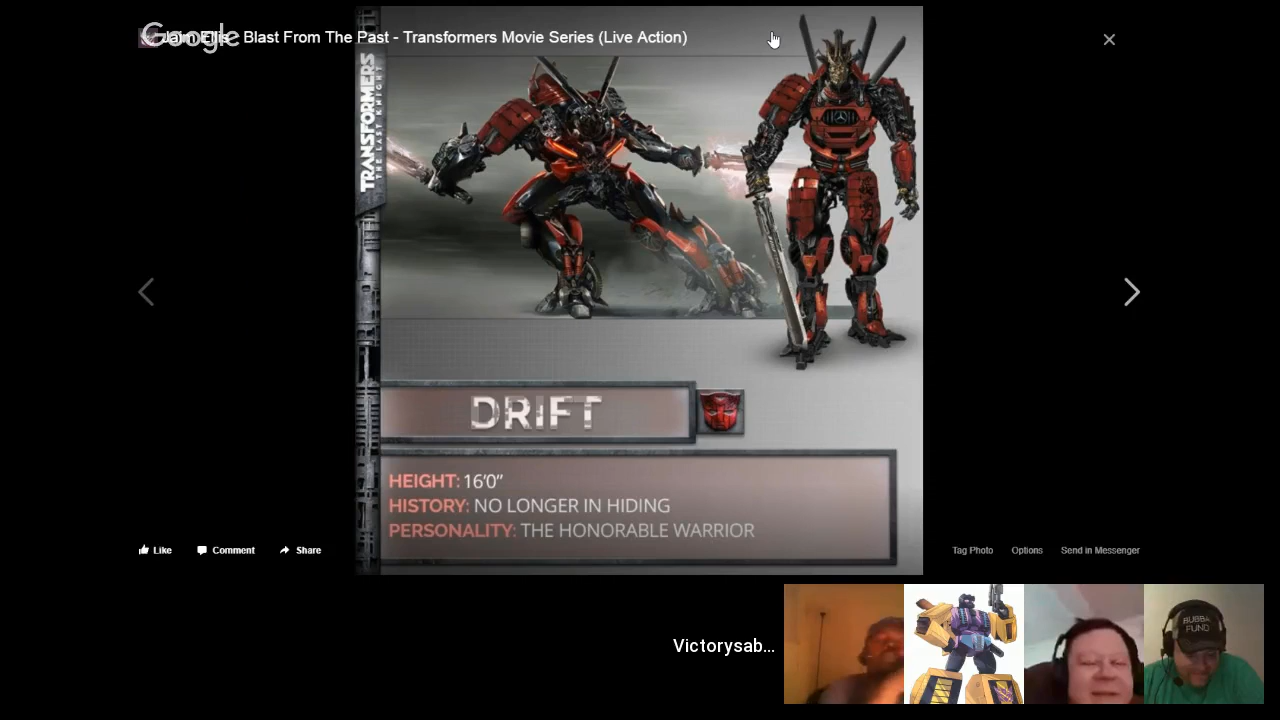 Google
- Blast From The Past - Transformers Movie Series (Live Action)
TRANSFORMERS
THE LAST KNIGHT
DRIFT
HEIGHT: 16'0"
HISTORY: NO LONGER IN HIDING
PERSONALITY: THE HONORABLE WARRIOR
Like Comment Share
Tag Photo Options Send in Messenger
Victorysab...
BUBBA
FUND